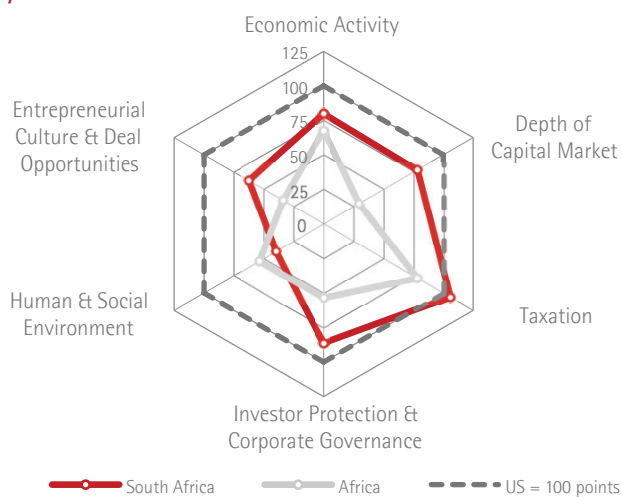 Economic Activity
125
100
75
50
25
0
Entrepreneurial
Culture & Deal
Opportunities
Depth of
Capital Market
Human & Social
Environment
Taxation
Investor Protection &
Corporate Governance
South Africa
Africa
US = 100 points